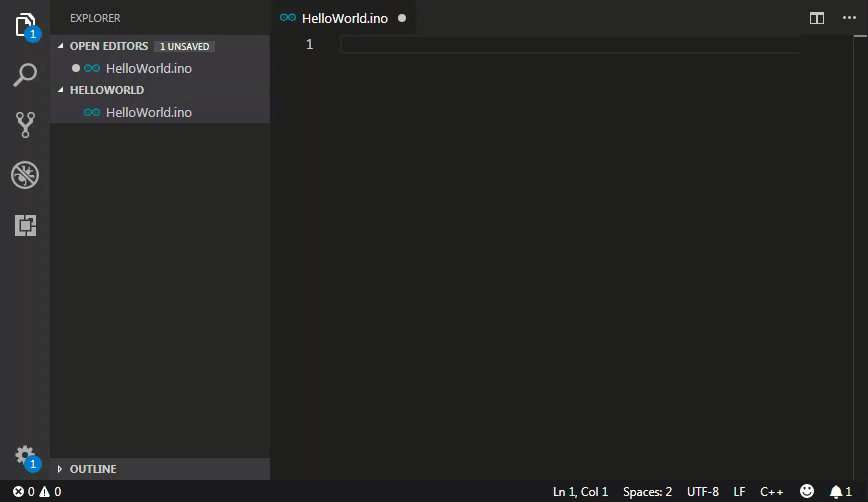 EXPLORER
OPEN EDITORS 1 UNSAVED
HelloWorld.ino
HELLOWORLD
HelloWorld.ino
OUTLINE
HelloWorld.ino
1
1
1
0 0
Ln 1, Col 1 Spaces: 2 UTF-8 LF C++ 1